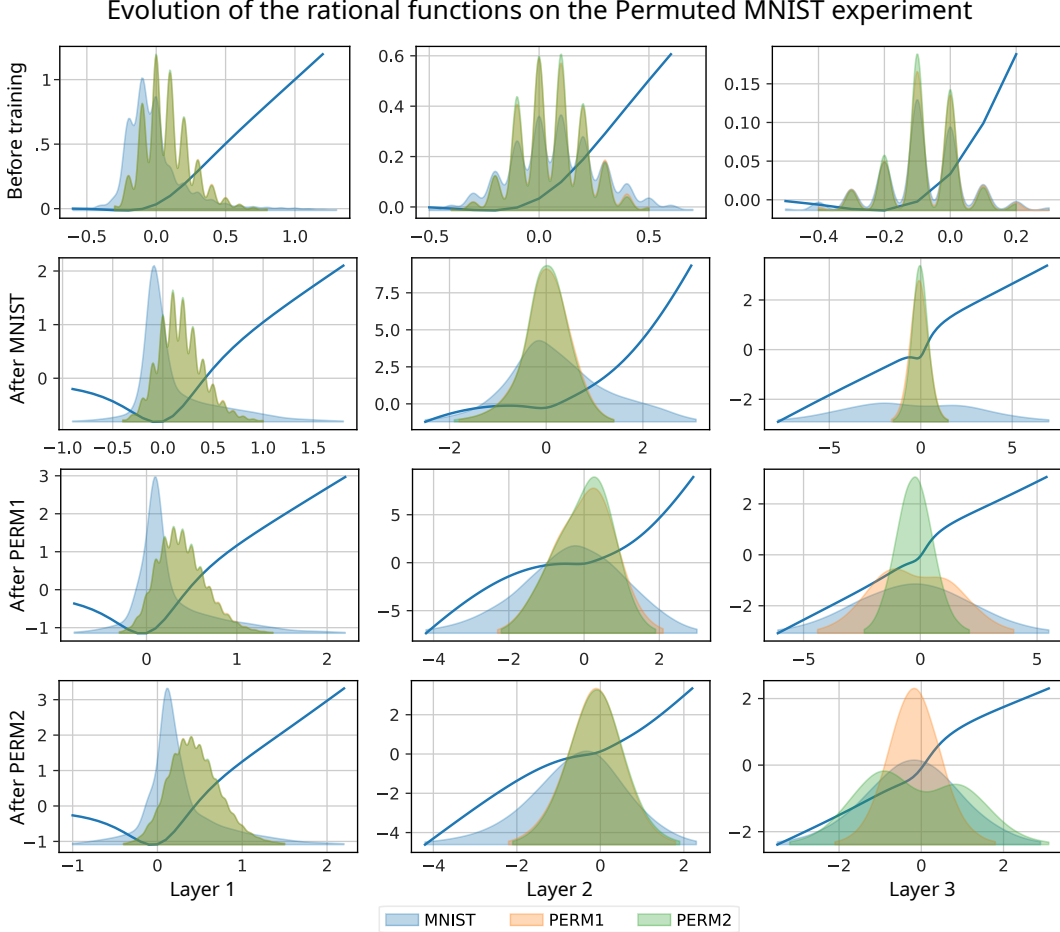 Evolution of the rational functions on the Permuted MNIST experiment
Before training
1
.5
0
−0.5 0.0 0.5 1.0
0.6
0.4
0.2
0.0
−0.5 0.0 0.5
0.15
0.10
0.05
0.00
−0.4 −0.2 0.0 0.2
After MNIST
2
1
0
−1.0 −0.5 0.0 0.5 1.0 1.5
7.5
5.0
2.5
0.0
−2 0 2
2
0
−2
−5 0 5
After PERM1
3
2
1
0
−1
0 1 2
5
0
−5
−4 −2 0 2
2
0
−2
−5 0 5
After PERM2
3
2
1
0
−1
−1 0 1 2
2
0
−2
−4
−4 −2 0
2
0
−2
−2 0 2
Layer 1 Layer 2 Layer 3
MNIST PERM1 PERM2